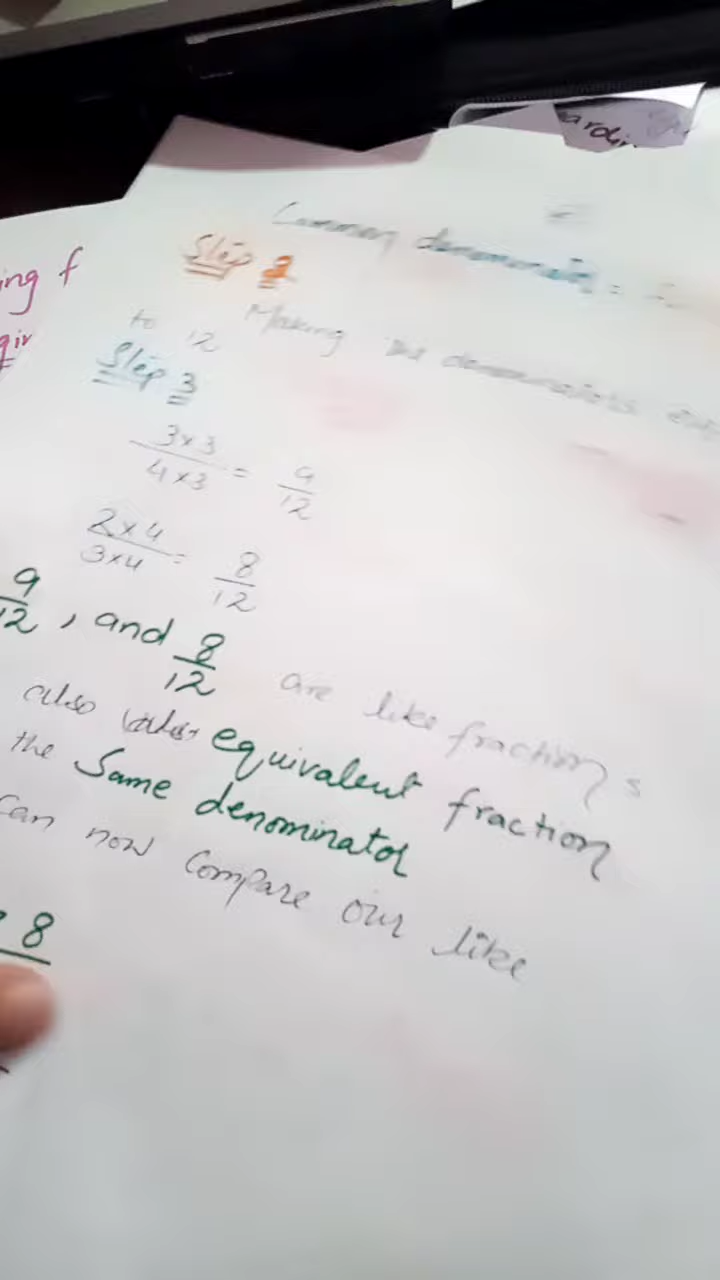 ardin
ing f
gir
Common denominator =
Step 2
Making the denominators
to 12
Step 3
3×3/4×3 = 9/12
2×4/3×4 = 8/12
9/12, and 8/12 are like fractions
also equivalent fraction
the Same denominator
can now Compare our like
8